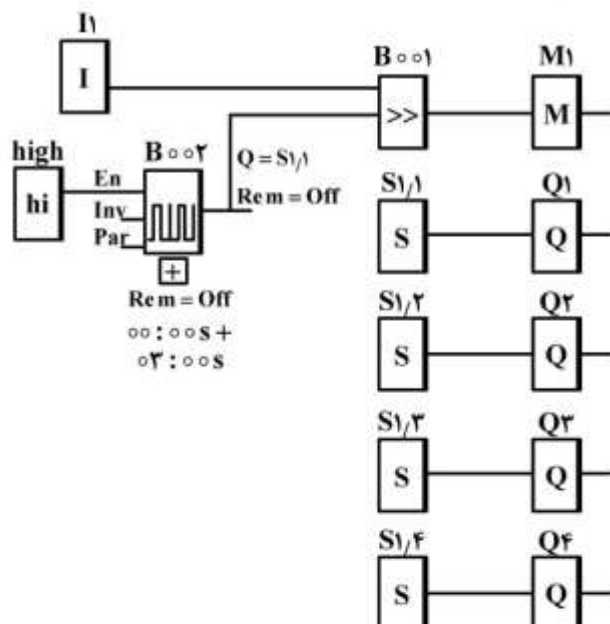 I۱
I
B۰۰۱
>>
M۱
M
high
hi
B۰۰۲
En
Inv
Par
+
Q = S۱/۱
Rem = Off
Rem = Off
۰۰:۰۰s +
۰۳:۰۰s
S۱/۱
S
Q۱
Q
S۱/۲
S
Q۲
Q
S۱/۳
S
Q۳
Q
S۱/۴
S
Q۴
Q